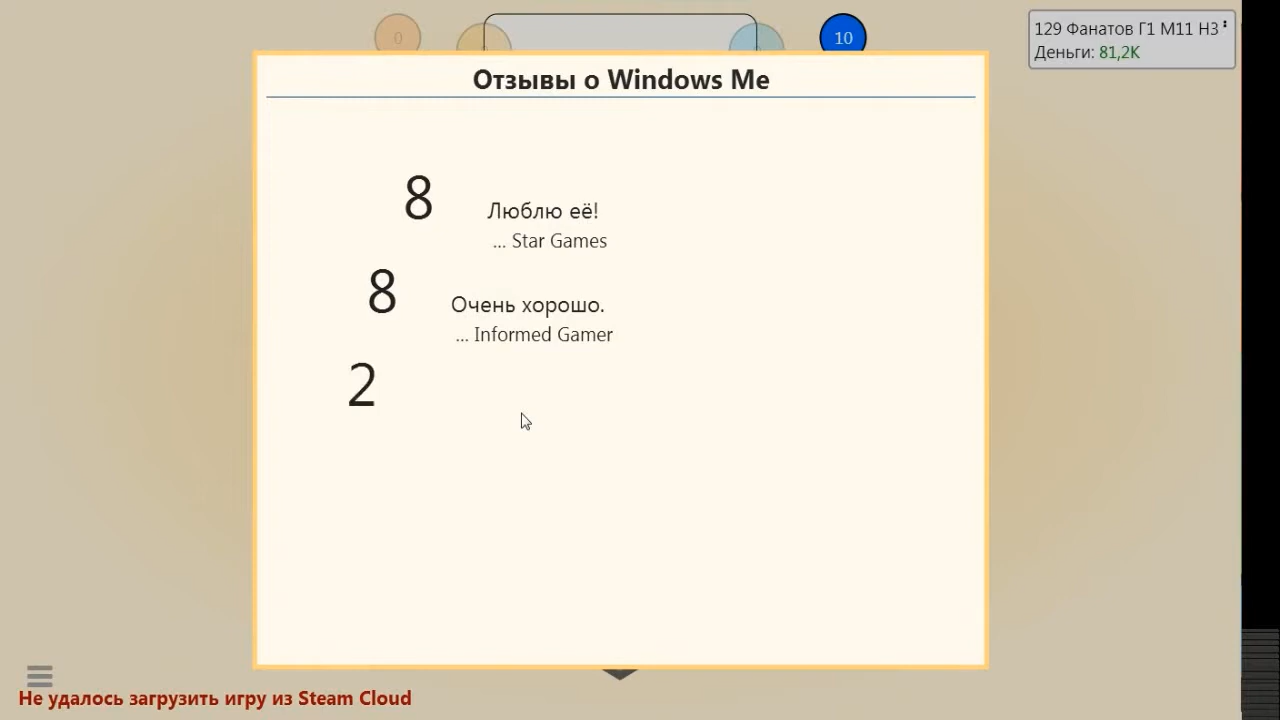 0
10
129 Фанатов Г1 М11 Н3
Деньги: 81,2K
Отзывы о Windows Me
8
Люблю её!
... Star Games
8
Очень хорошо.
... Informed Gamer
2
Не удалось загрузить игру из Steam Cloud